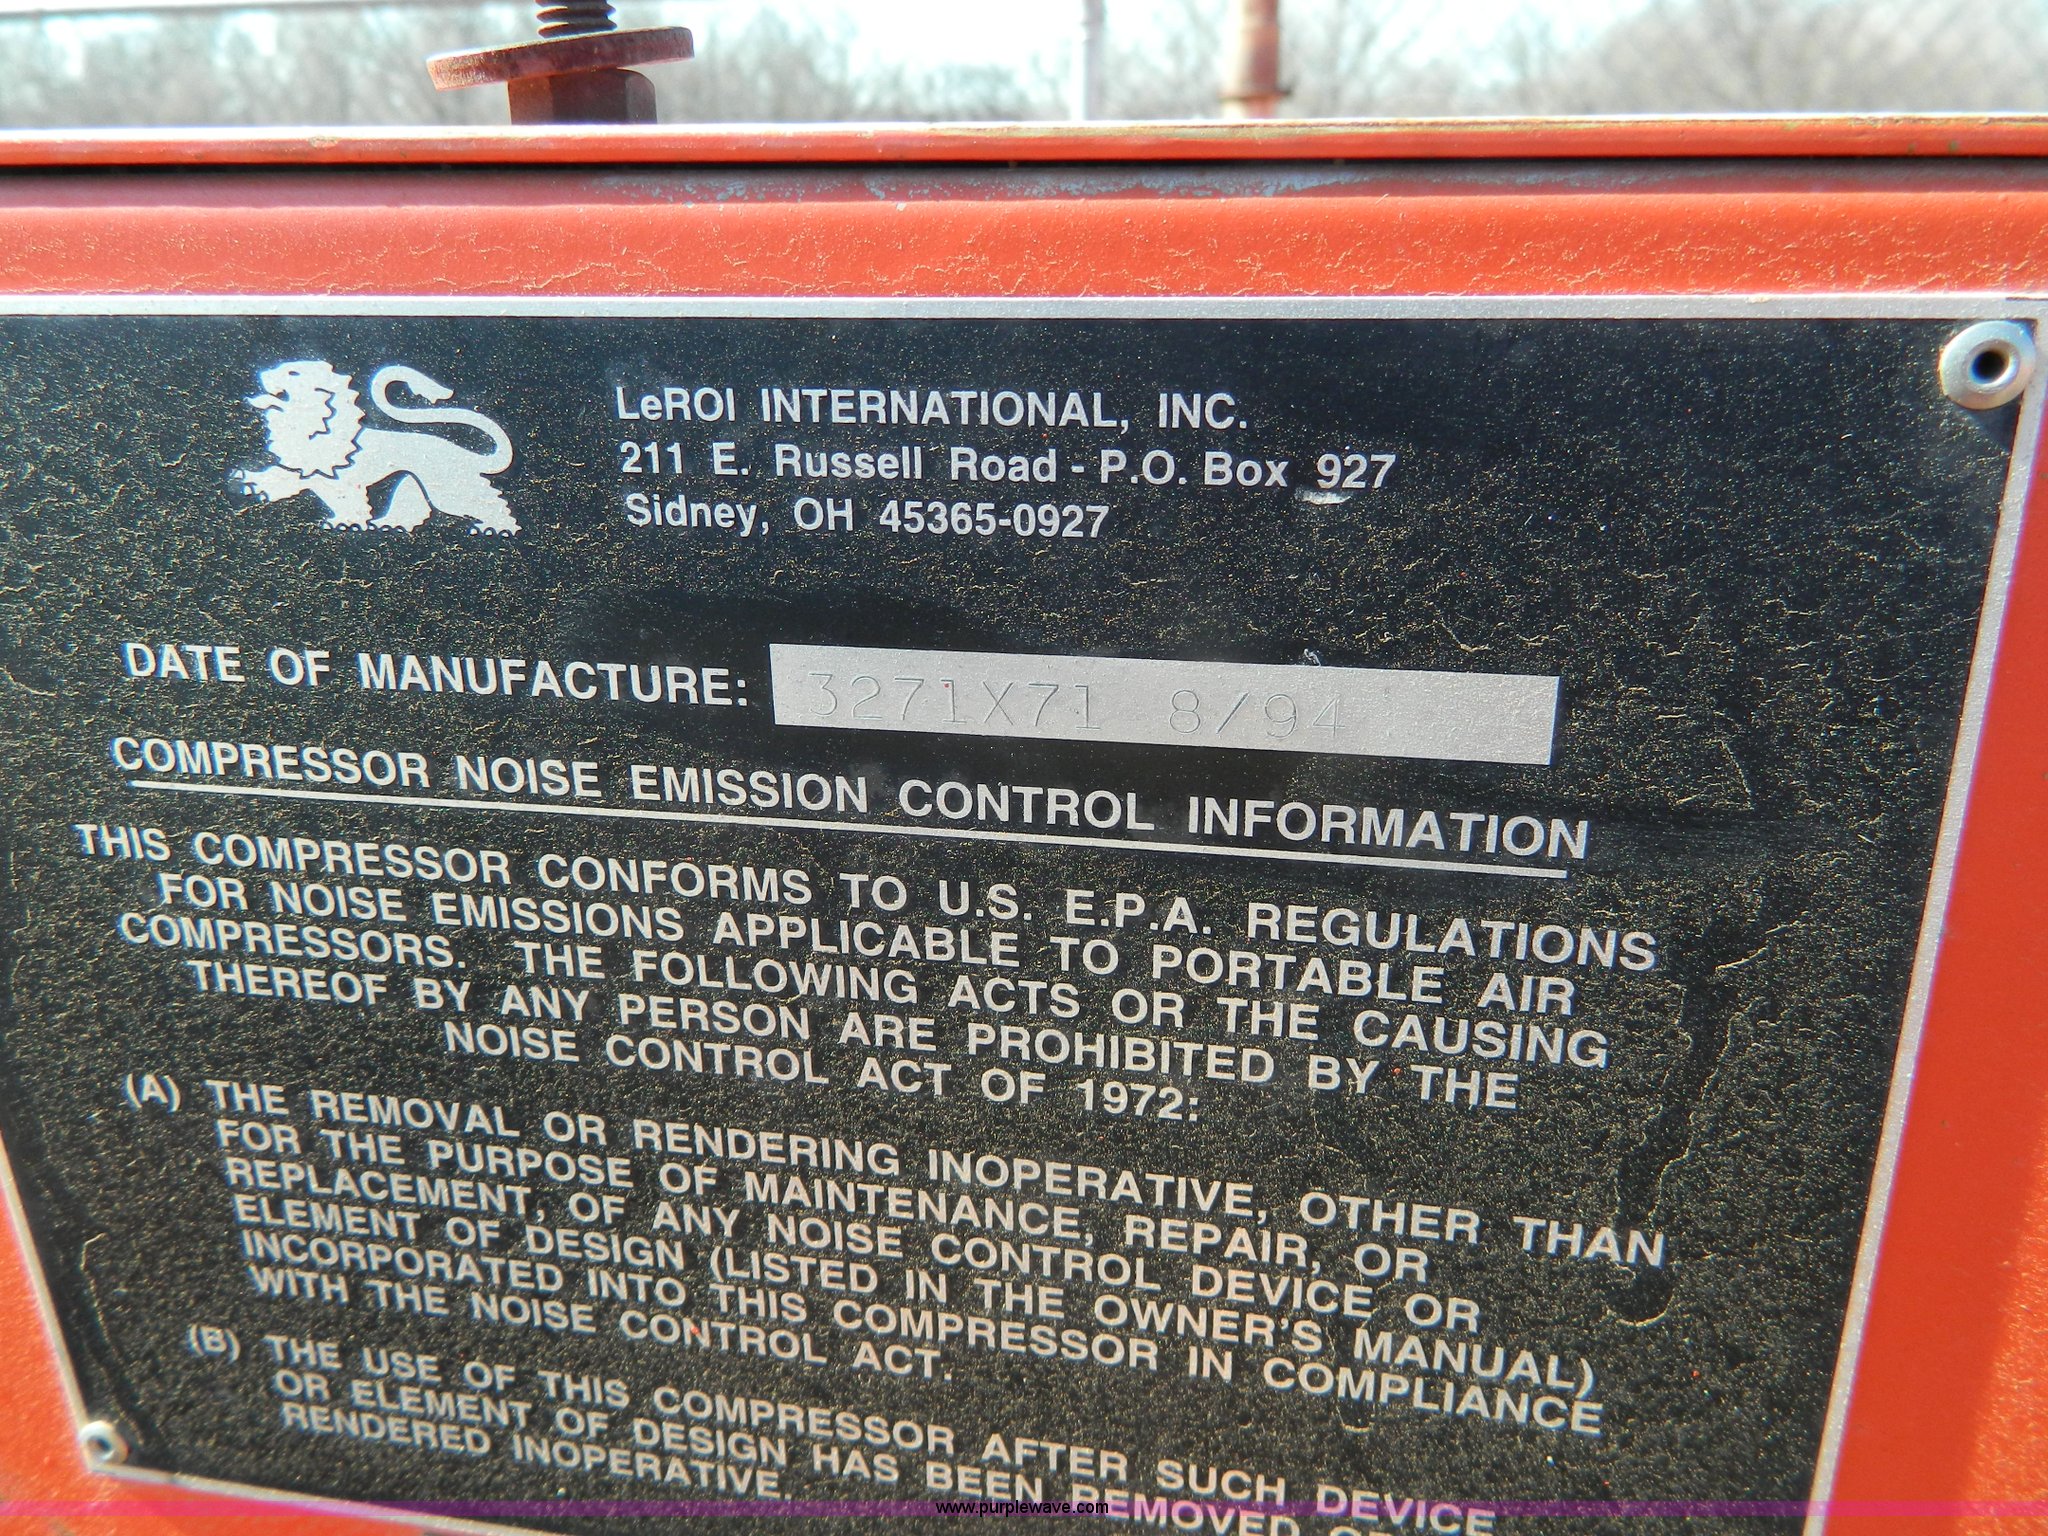 LeROI INTERNATIONAL, INC.
211 E. Russell Road - P.O. Box 927
Sidney, OH 45365-0927
DATE OF MANUFACTURE: 3271X71 8/94
COMPRESSOR NOISE EMISSION CONTROL INFORMATION
THIS COMPRESSOR CONFORMS TO U.S. E.P.A. REGULATIONS
FOR NOISE EMISSIONS APPLICABLE TO PORTABLE AIR
COMPRESSORS. THE FOLLOWING ACTS OR THE CAUSING
THEREOF BY ANY PERSON ARE PROHIBITED BY THE
NOISE CONTROL ACT OF 1972:
(A) THE REMOVAL OR RENDERING INOPERATIVE, OTHER THAN
FOR THE PURPOSE OF MAINTENANCE, REPAIR, OR
REPLACEMENT, OF ANY NOISE CONTROL DEVICE OR
ELEMENT OF DESIGN (LISTED IN THE OWNER'S MANUAL)
INCORPORATED INTO THIS COMPRESSOR IN COMPLIANCE
WITH THE NOISE CONTROL ACT.
(B) THE USE OF THIS COMPRESSOR AFTER SUCH DEVICE
OR ELEMENT OF DESIGN HAS BEEN REMOVED OR
RENDERED INOPERATIVE.
www.purplewave.com